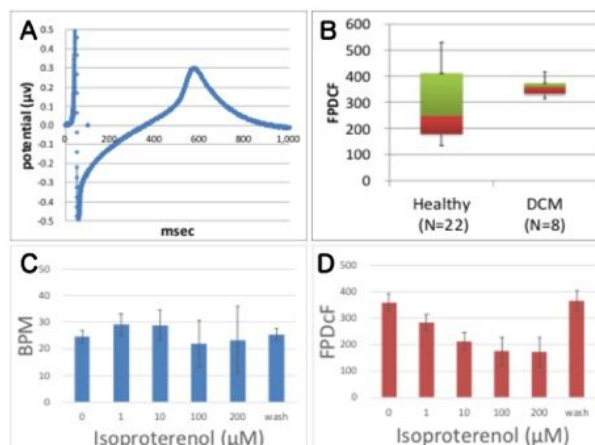 A
0.5
0.4
0.3
0.2
0.1
0
-0.1
-0.2
-0.3
-0.4
-0.5
0 200 400 600 800 1,000
potential (µv)
msec
B
600
500
400
300
200
100
0
FPDCF
Healthy DCM
(N=22) (N=8)
C
50
40
30
20
10
0
BPM
0 1 10 100 200 wash
Isoproterenol (µM)
D
500
400
300
200
100
0
FPDcF
0 1 10 100 200 wash
Isoproterenol (µM)